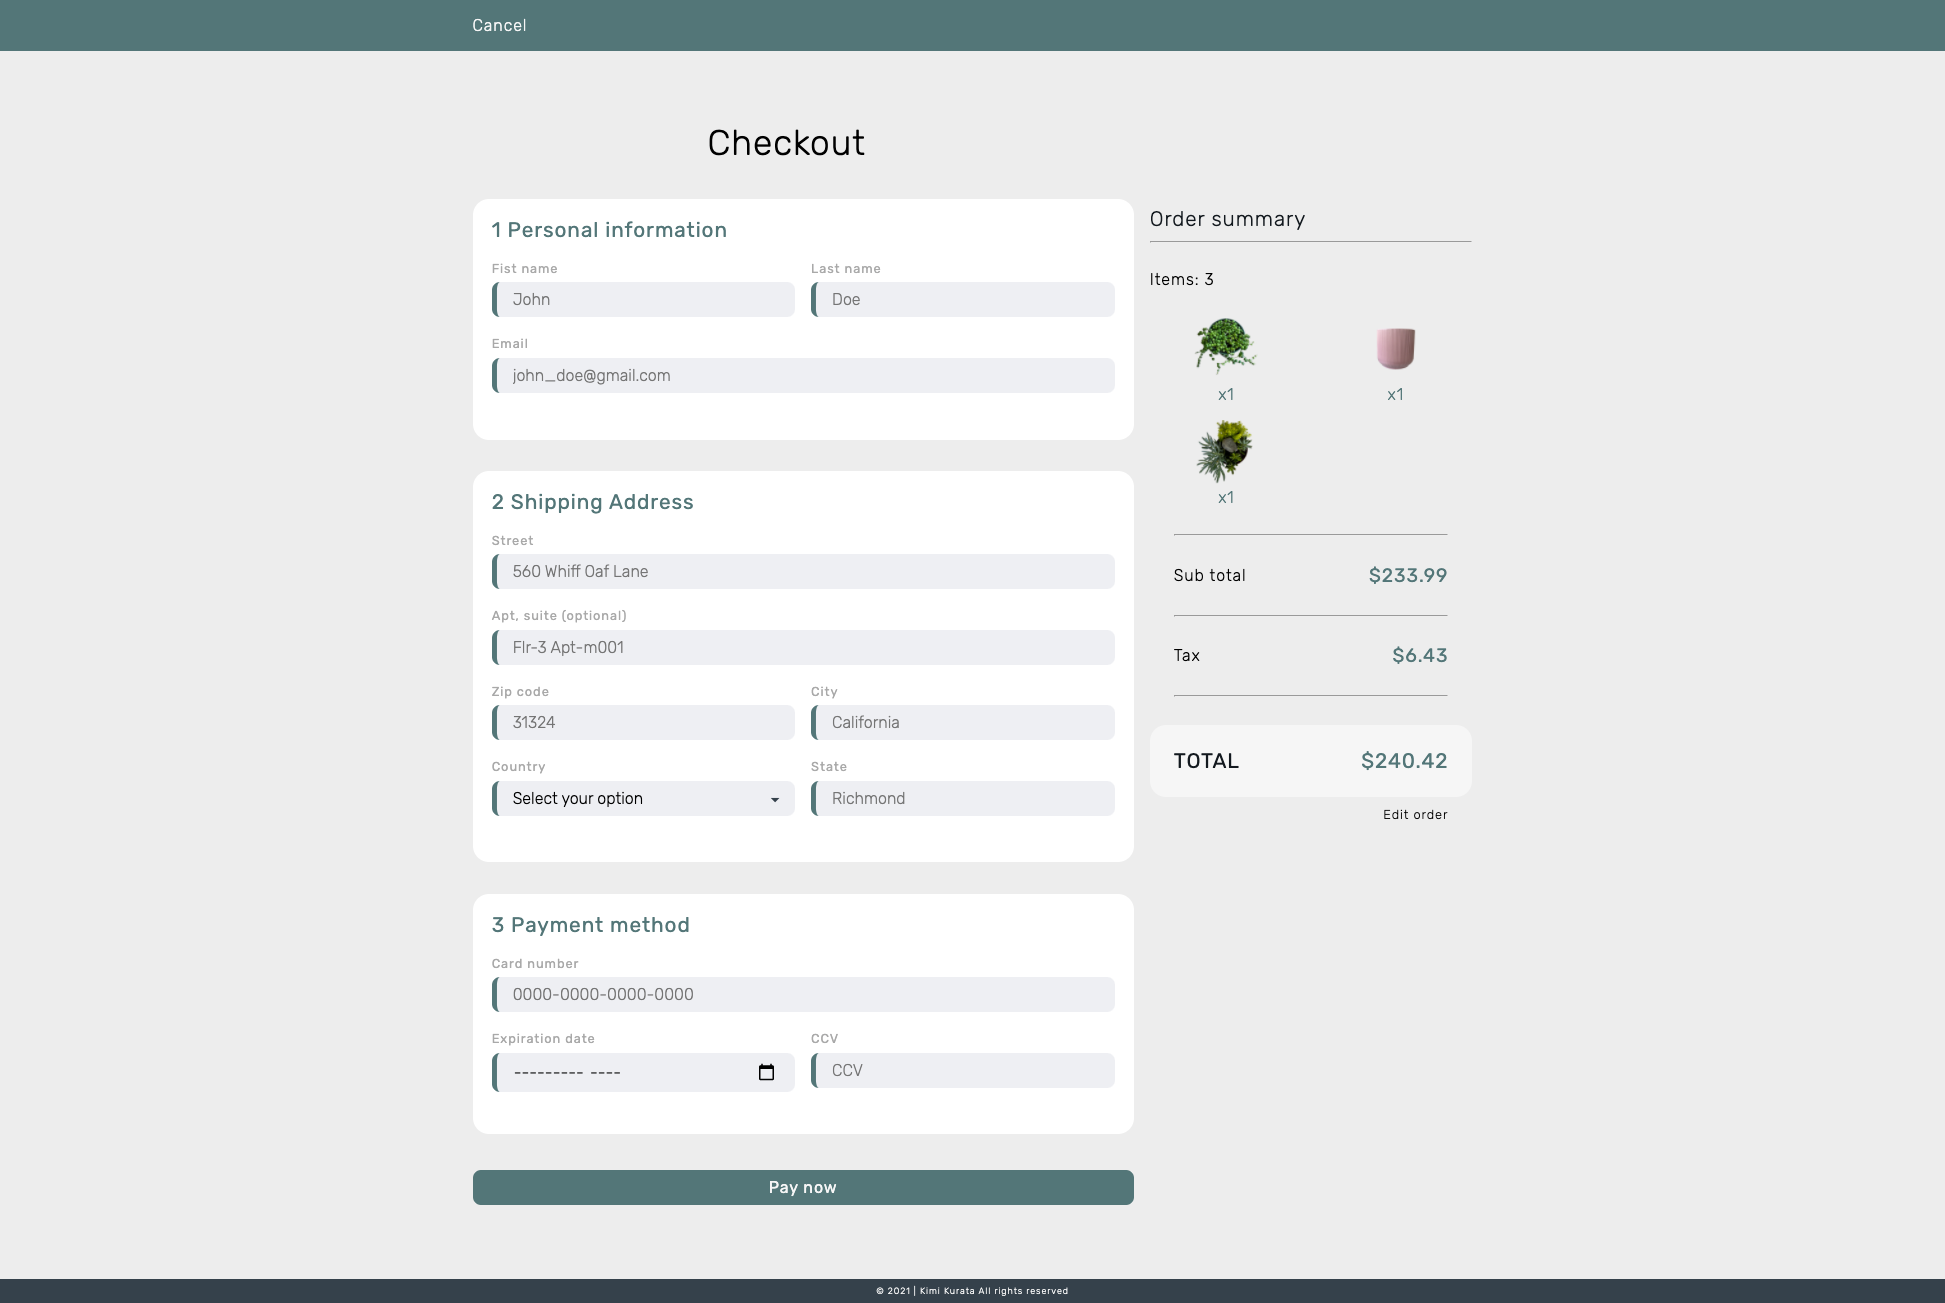 Cancel
Checkout
1 Personal information
Fist name
Last name
John
Doe
Email
john_doe@gmail.com
2 Shipping Address
Street
560 Whiff Oaf Lane
Apt, suite (optional)
Flr-3 Apt-m001
Zip code
City
31324
California
Country
State
Select your option
Richmond
3 Payment method
Card number
0000-0000-0000-0000
Expiration date
CCV
--------- ----
CCV
Pay now
Order summary
Items: 3
x1
x1
x1
Sub total
$233.99
Tax
$6.43
TOTAL
$240.42
Edit order
© 2021 | Kimi Kurata All rights reserved